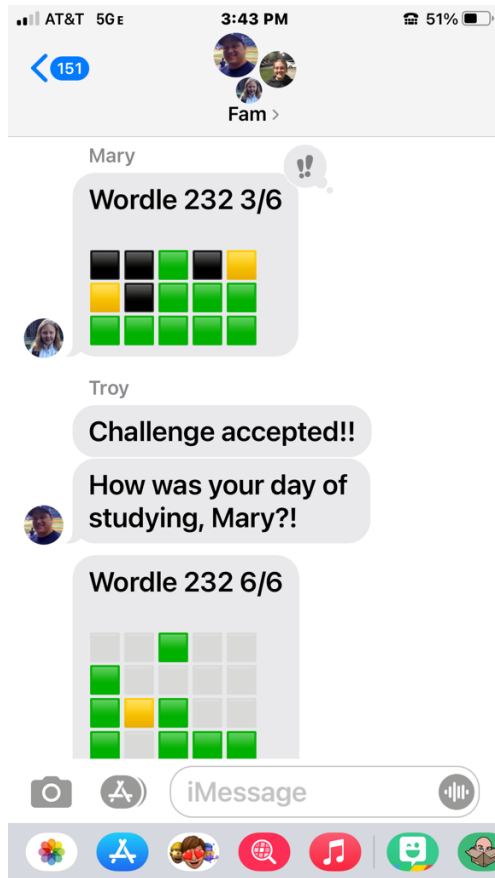 AT&T 5GE 3:43 PM 51%
151
Fam >
Mary
Wordle 232 3/6
Troy
Challenge accepted!!
How was your day of
studying, Mary?!
Wordle 232 6/6
iMessage